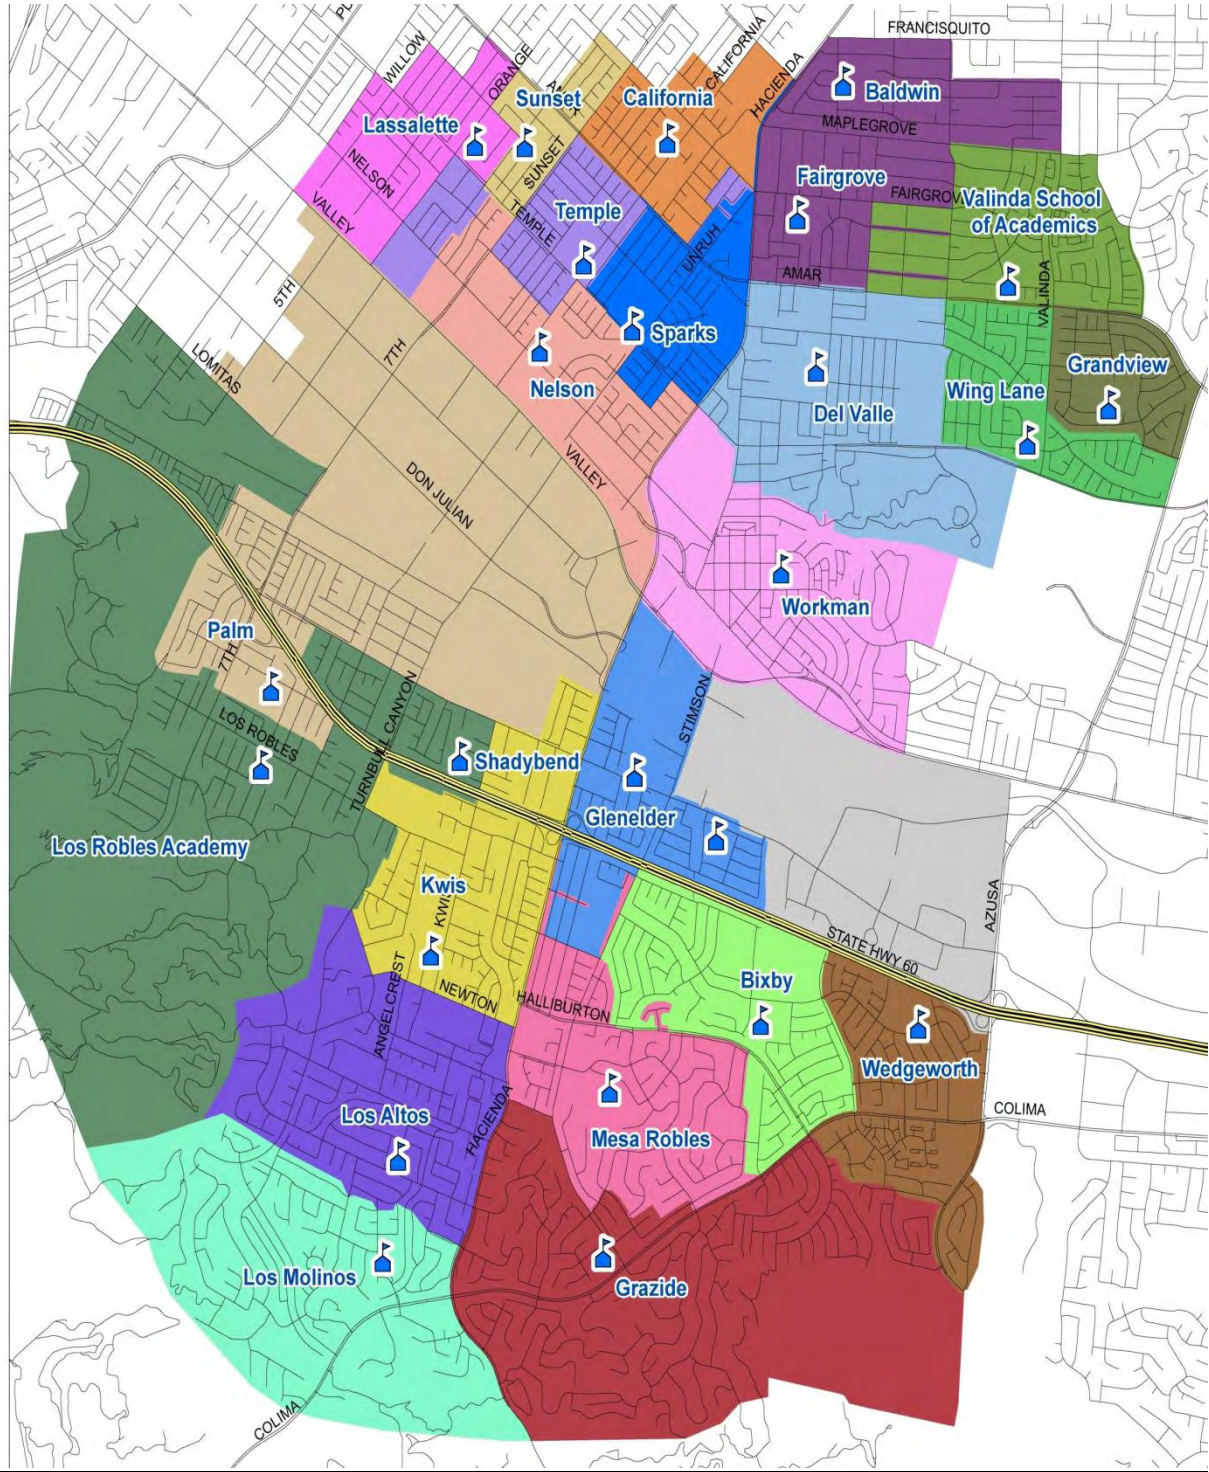 FRANCISQUITO
WILLOW
ORANGE
CALIFORNIA
HACIENDA
Sunset
California
Baldwin
Lassalette
MAPLEGROVE
NELSON
SUNSET
Fairgrove
FAIRGROV
Valinda School
of Academics
VALLEY
TEMPLE
Temple
UNRUH
AMAR
VALINDA
5TH
7TH
LOMITAS
Sparks
Nelson
Grandview
Wing Lane
Del Valle
VALLEY
DON JULIAN
Workman
Palm
7TH
STIMSON
LOS ROBLES
TURNBULL CANYON
Shadybend
Glenelder
Los Robles Academy
Kwis
KWIS
AZUSA
STATE HWY 60
ANGELCREST
NEWTON
HALLIBURTON
Bixby
Wedgeworth
Los Altos
HACIENDA
COLIMA
Mesa Robles
Los Molinos
Grazide
COLIMA